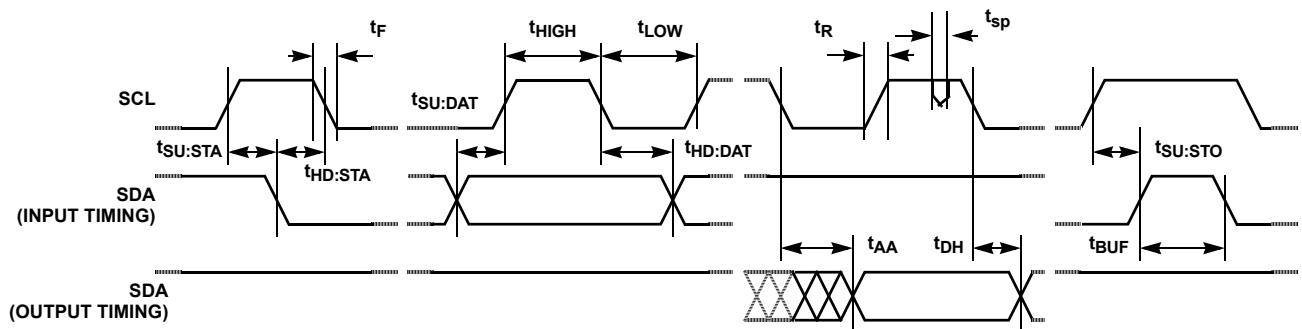 tF
tHIGH
tLOW
tR
tsp
SCL
tSU:DAT
tSU:STA
tHD:STA
tHD:DAT
tSU:STO
SDA
(INPUT TIMING)
tAA
tDH
tBUF
SDA
(OUTPUT TIMING)